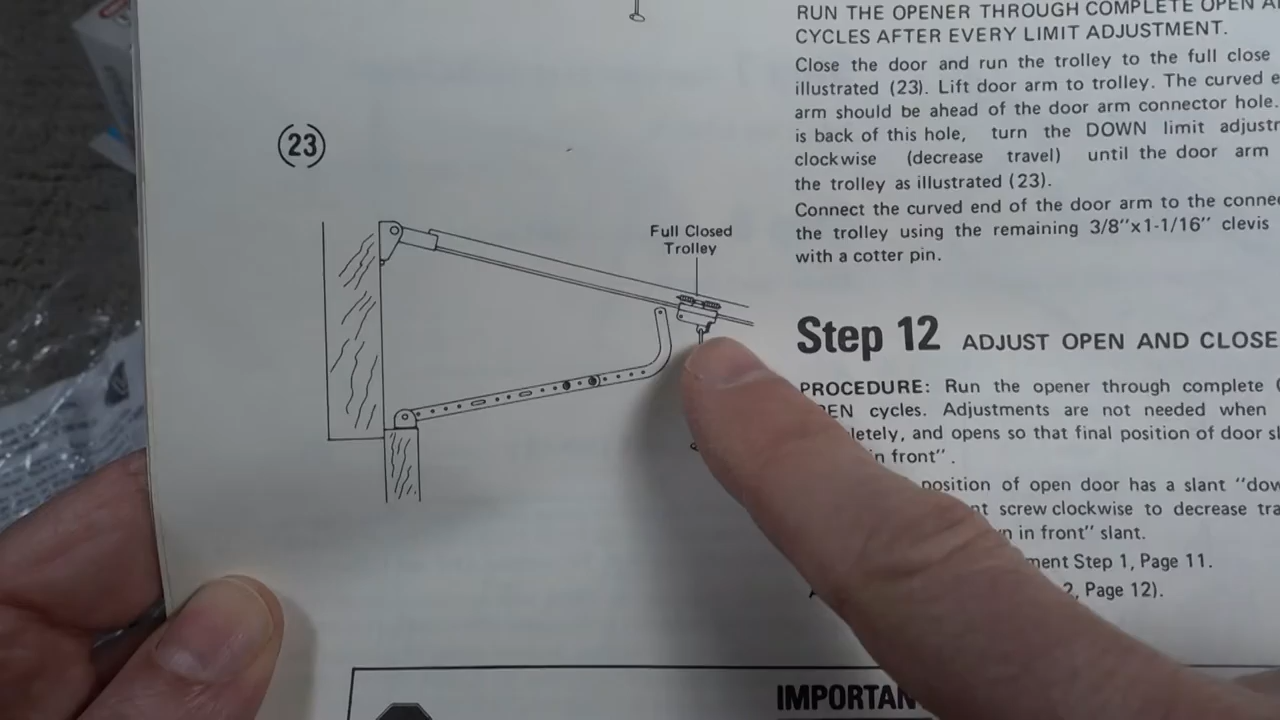 (23)
Full Closed
Trolley
RUN THE OPENER THROUGH COMPLETE OPEN
CYCLES AFTER EVERY LIMIT ADJUSTMENT.
Close the door and run the trolley to the full close
illustrated (23). Lift door arm to trolley. The curved
arm should be ahead of the door arm connector hole.
is back of this hole, turn the DOWN limit
clockwise (decrease travel) until the door arm
the trolley as illustrated (23).
Connect the curved end of the door arm to the
the trolley using the remaining 3/8"x1-1/16" clevis
with a cotter pin.
Step 12 ADJUST OPEN AND CLOSE
PROCEDURE: Run the opener through complete
cycles. Adjustments are not needed when
and opens so that final position of door
in front".
position of open door has a slant
screw clockwise to decrease
in front" slant.
Step 1, Page 11.
2, Page 12).